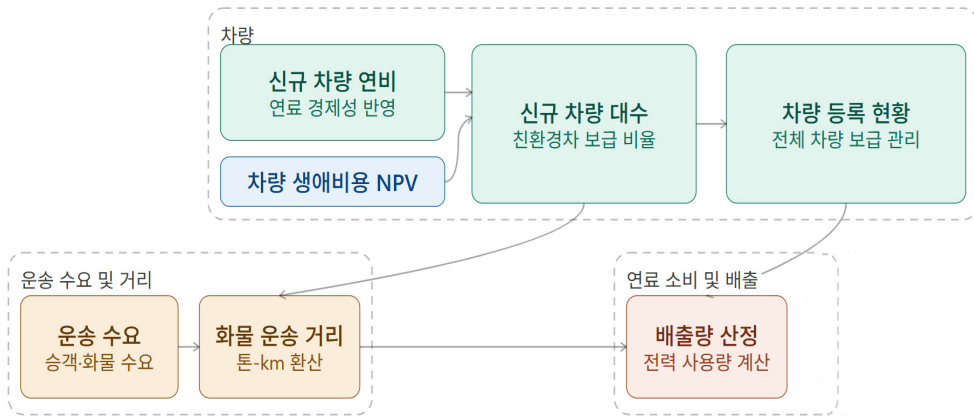 차량
신규 차량 연비
연료 경제성 반영
차량 생애비용 NPV
신규 차량 대수
친환경차 보급 비율
차량 등록 현황
전체 차량 보급 관리
운송 수요 및 거리
운송 수요
승객·화물 수요
화물 운송 거리
톤-km 환산
연료 소비 및 배출
배출량 산정
전력 사용량 계산